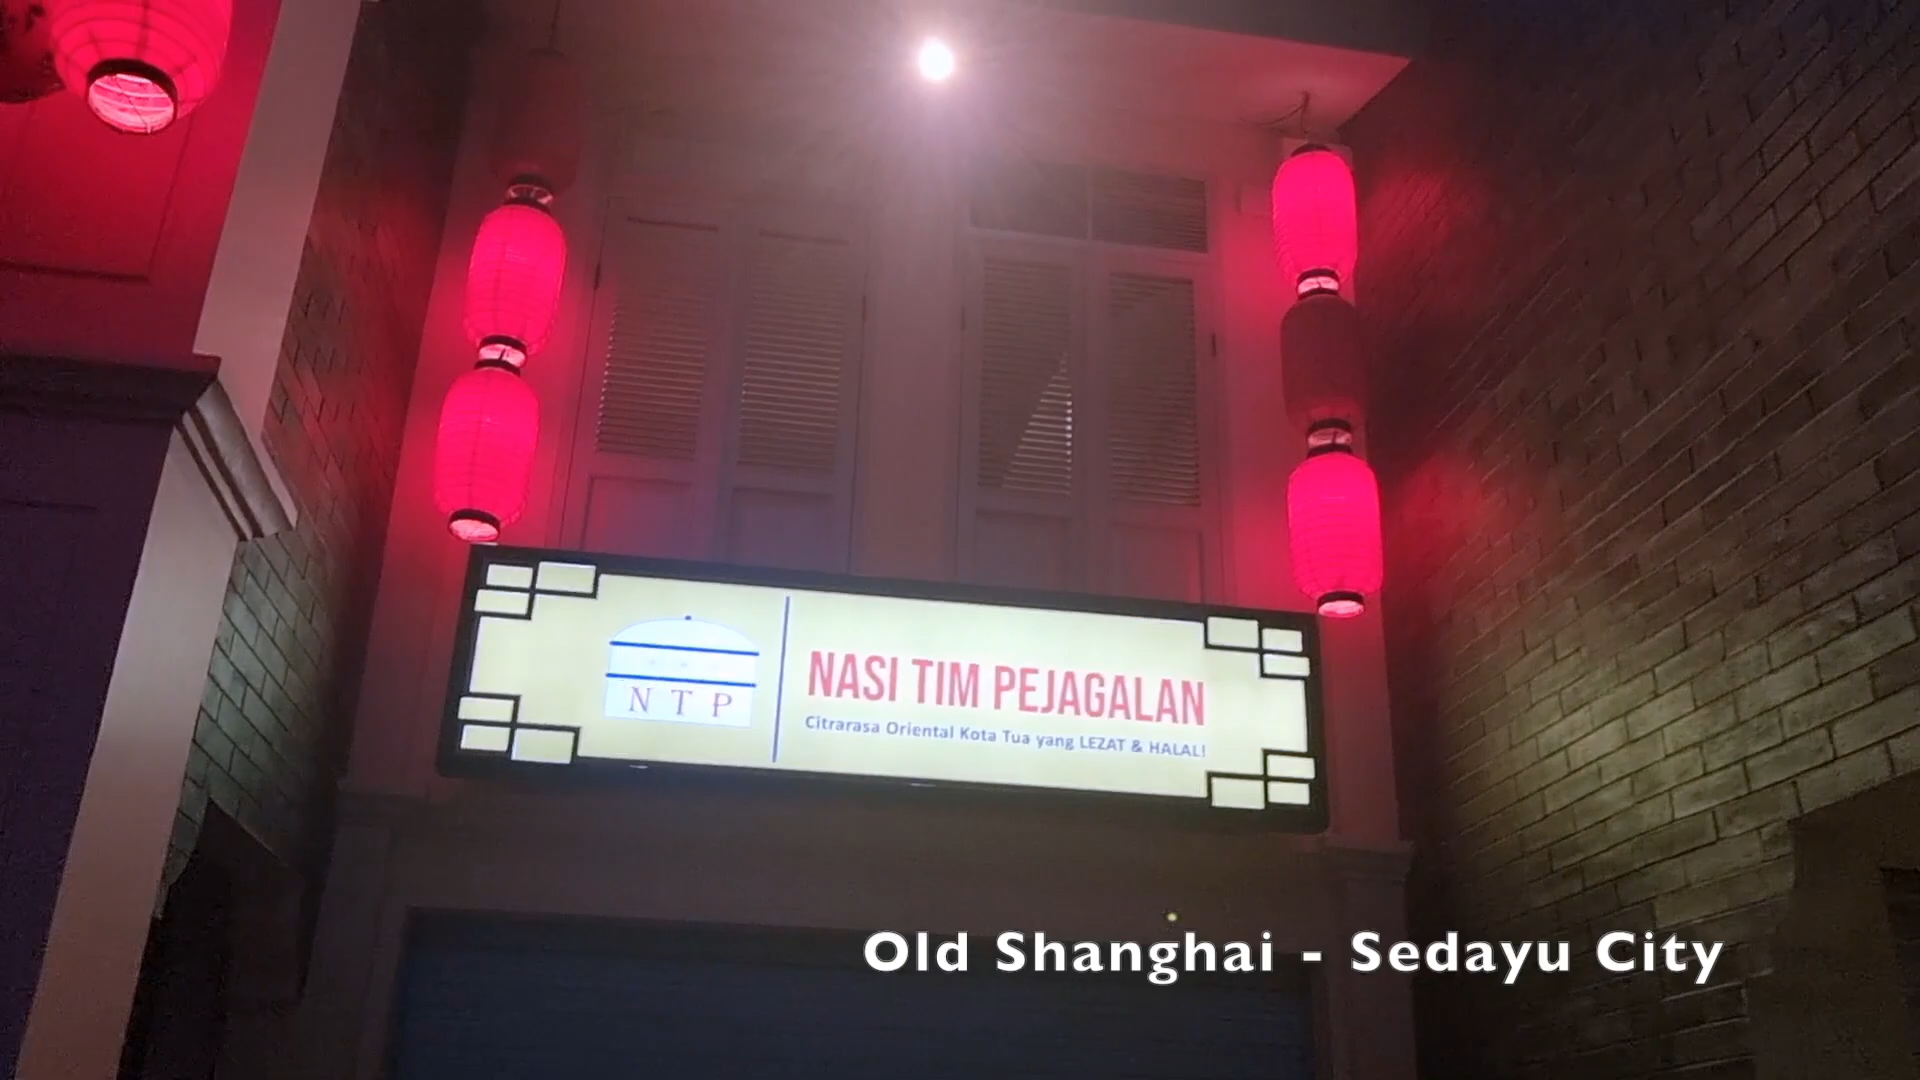 NTP
NASI TIM PEJAGALAN
Citrarasa Oriental Kota Tua yang LEZAT & HALAL!
Old Shanghai - Sedayu City